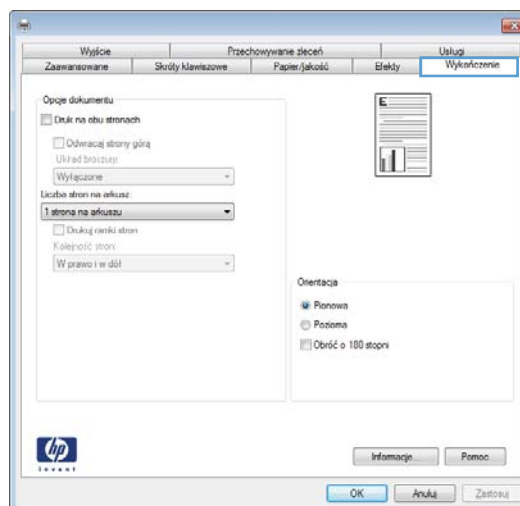 Wyjście Przechowywanie zleceń Usługi
Zaawansowane Skróty klawiszowe Papier/jakość Efekty Wykończenie
Opcje dokumentu
Druk na obu stronach
Odwracaj strony górą
Układ broszury:
Wyłączone
Liczba stron na arkusz:
1 strona na arkuszu
Drukuj ramki stron
Kolejność stron:
W prawo i w dół
E
Orientacja
Pionowa
Pozioma
Obróć o 180 stopni
hp
invent
Informacje... Pomoc
OK Anuluj Zastosuj